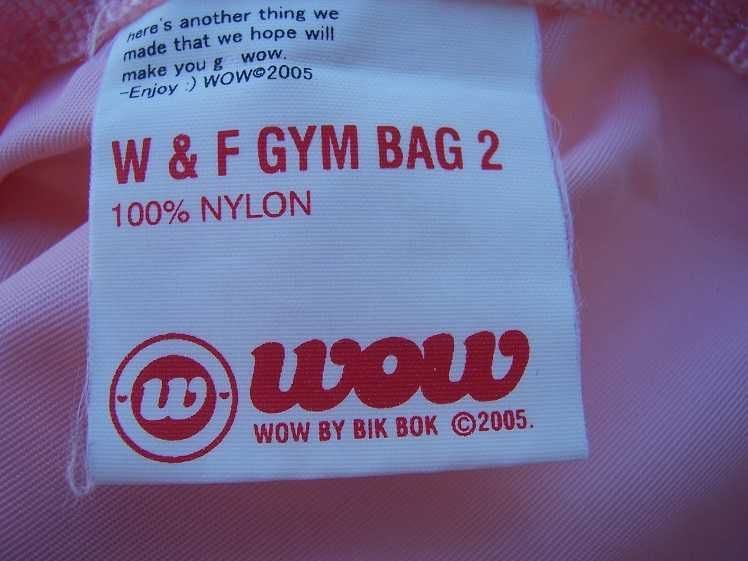 here's another thing we
made that we hope will
make you g wow.
-Enjoy :) WOW©2005
W & F GYM BAG 2
100% NYLON
w wow
WOW BY BIK BOK ©2005.